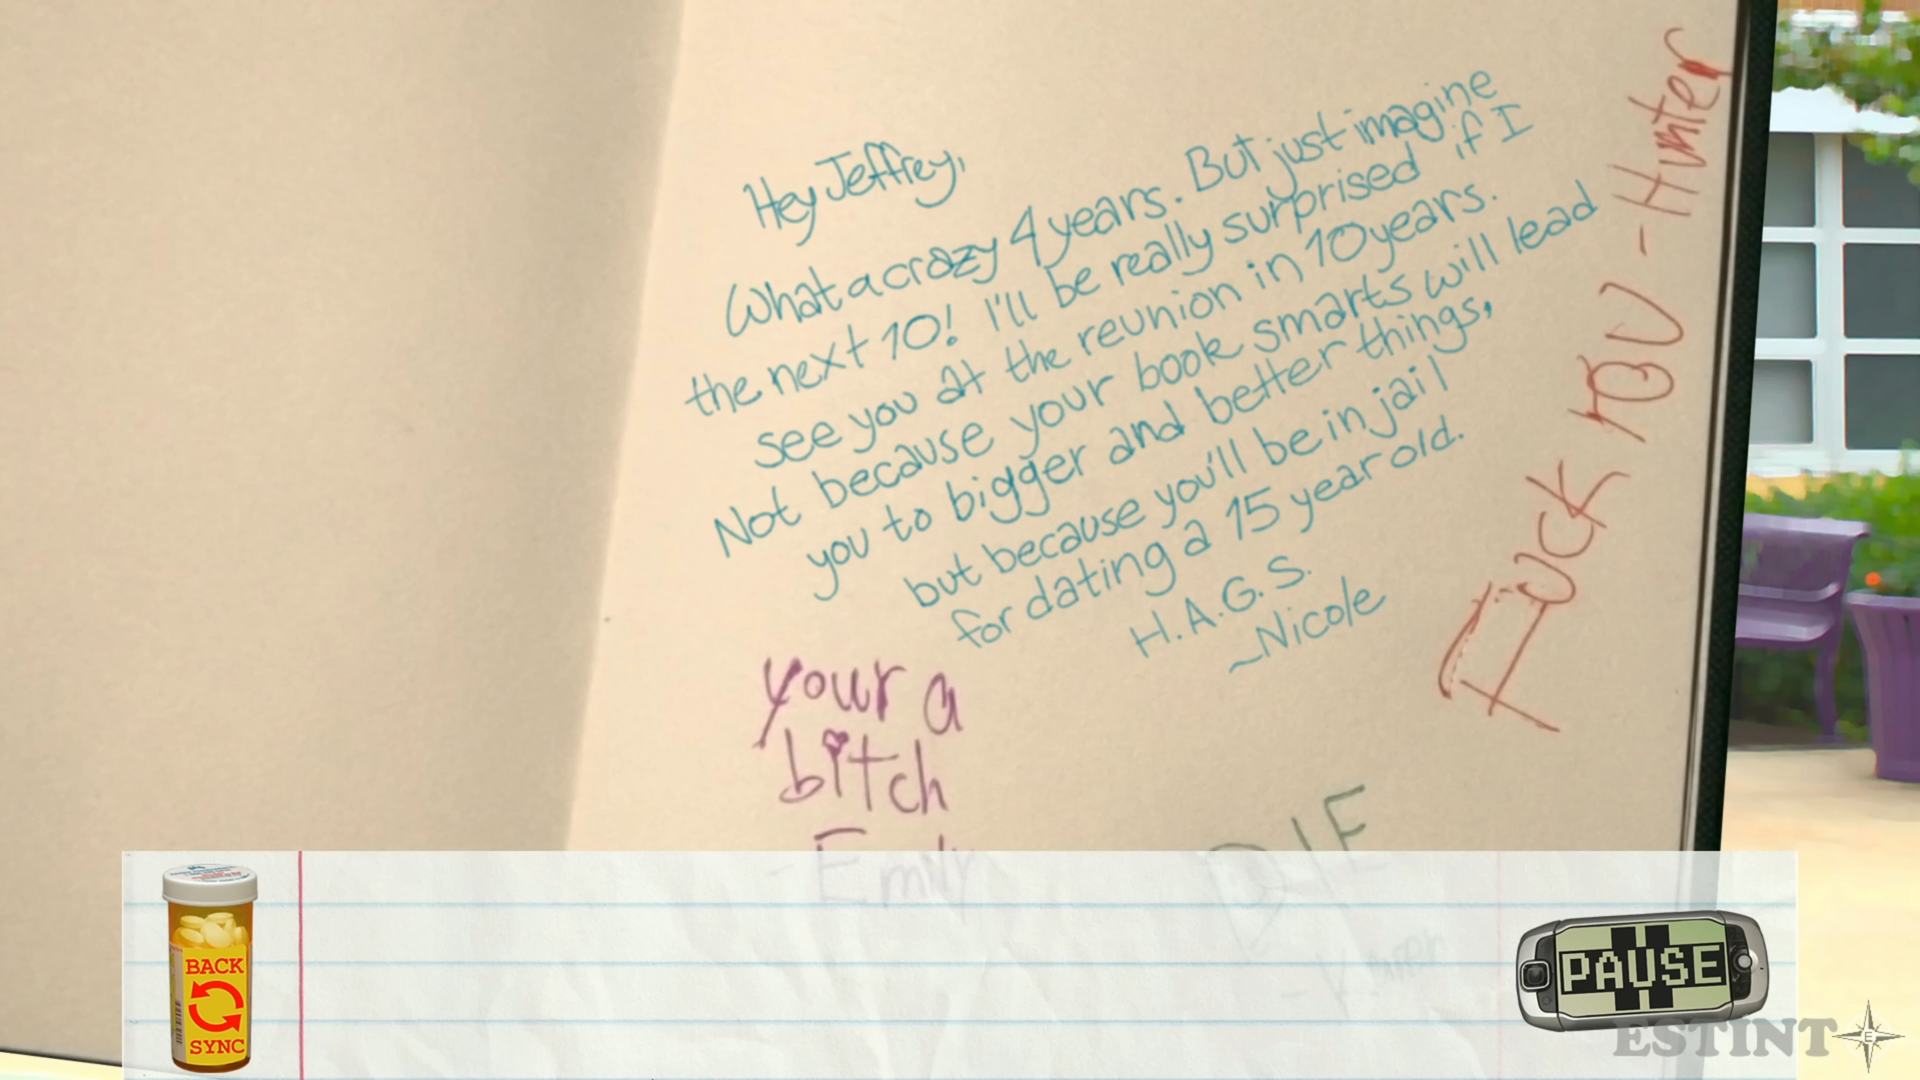 Hey Jeffrey,
What a crazy 4 years. But just imagine
the next 10! I'll be really surprised if I
see you at the reunion in 10 years.
Not because your book smarts will lead
you to bigger and better things,
but because you'll be in jail
for dating a 15 year old.
H.A.G.S.
~Nicole
Fuck YOU - Hunter
your a
bitch
- Emily
DIE
BACK
SYNC
PAUSE
ESTINT
E